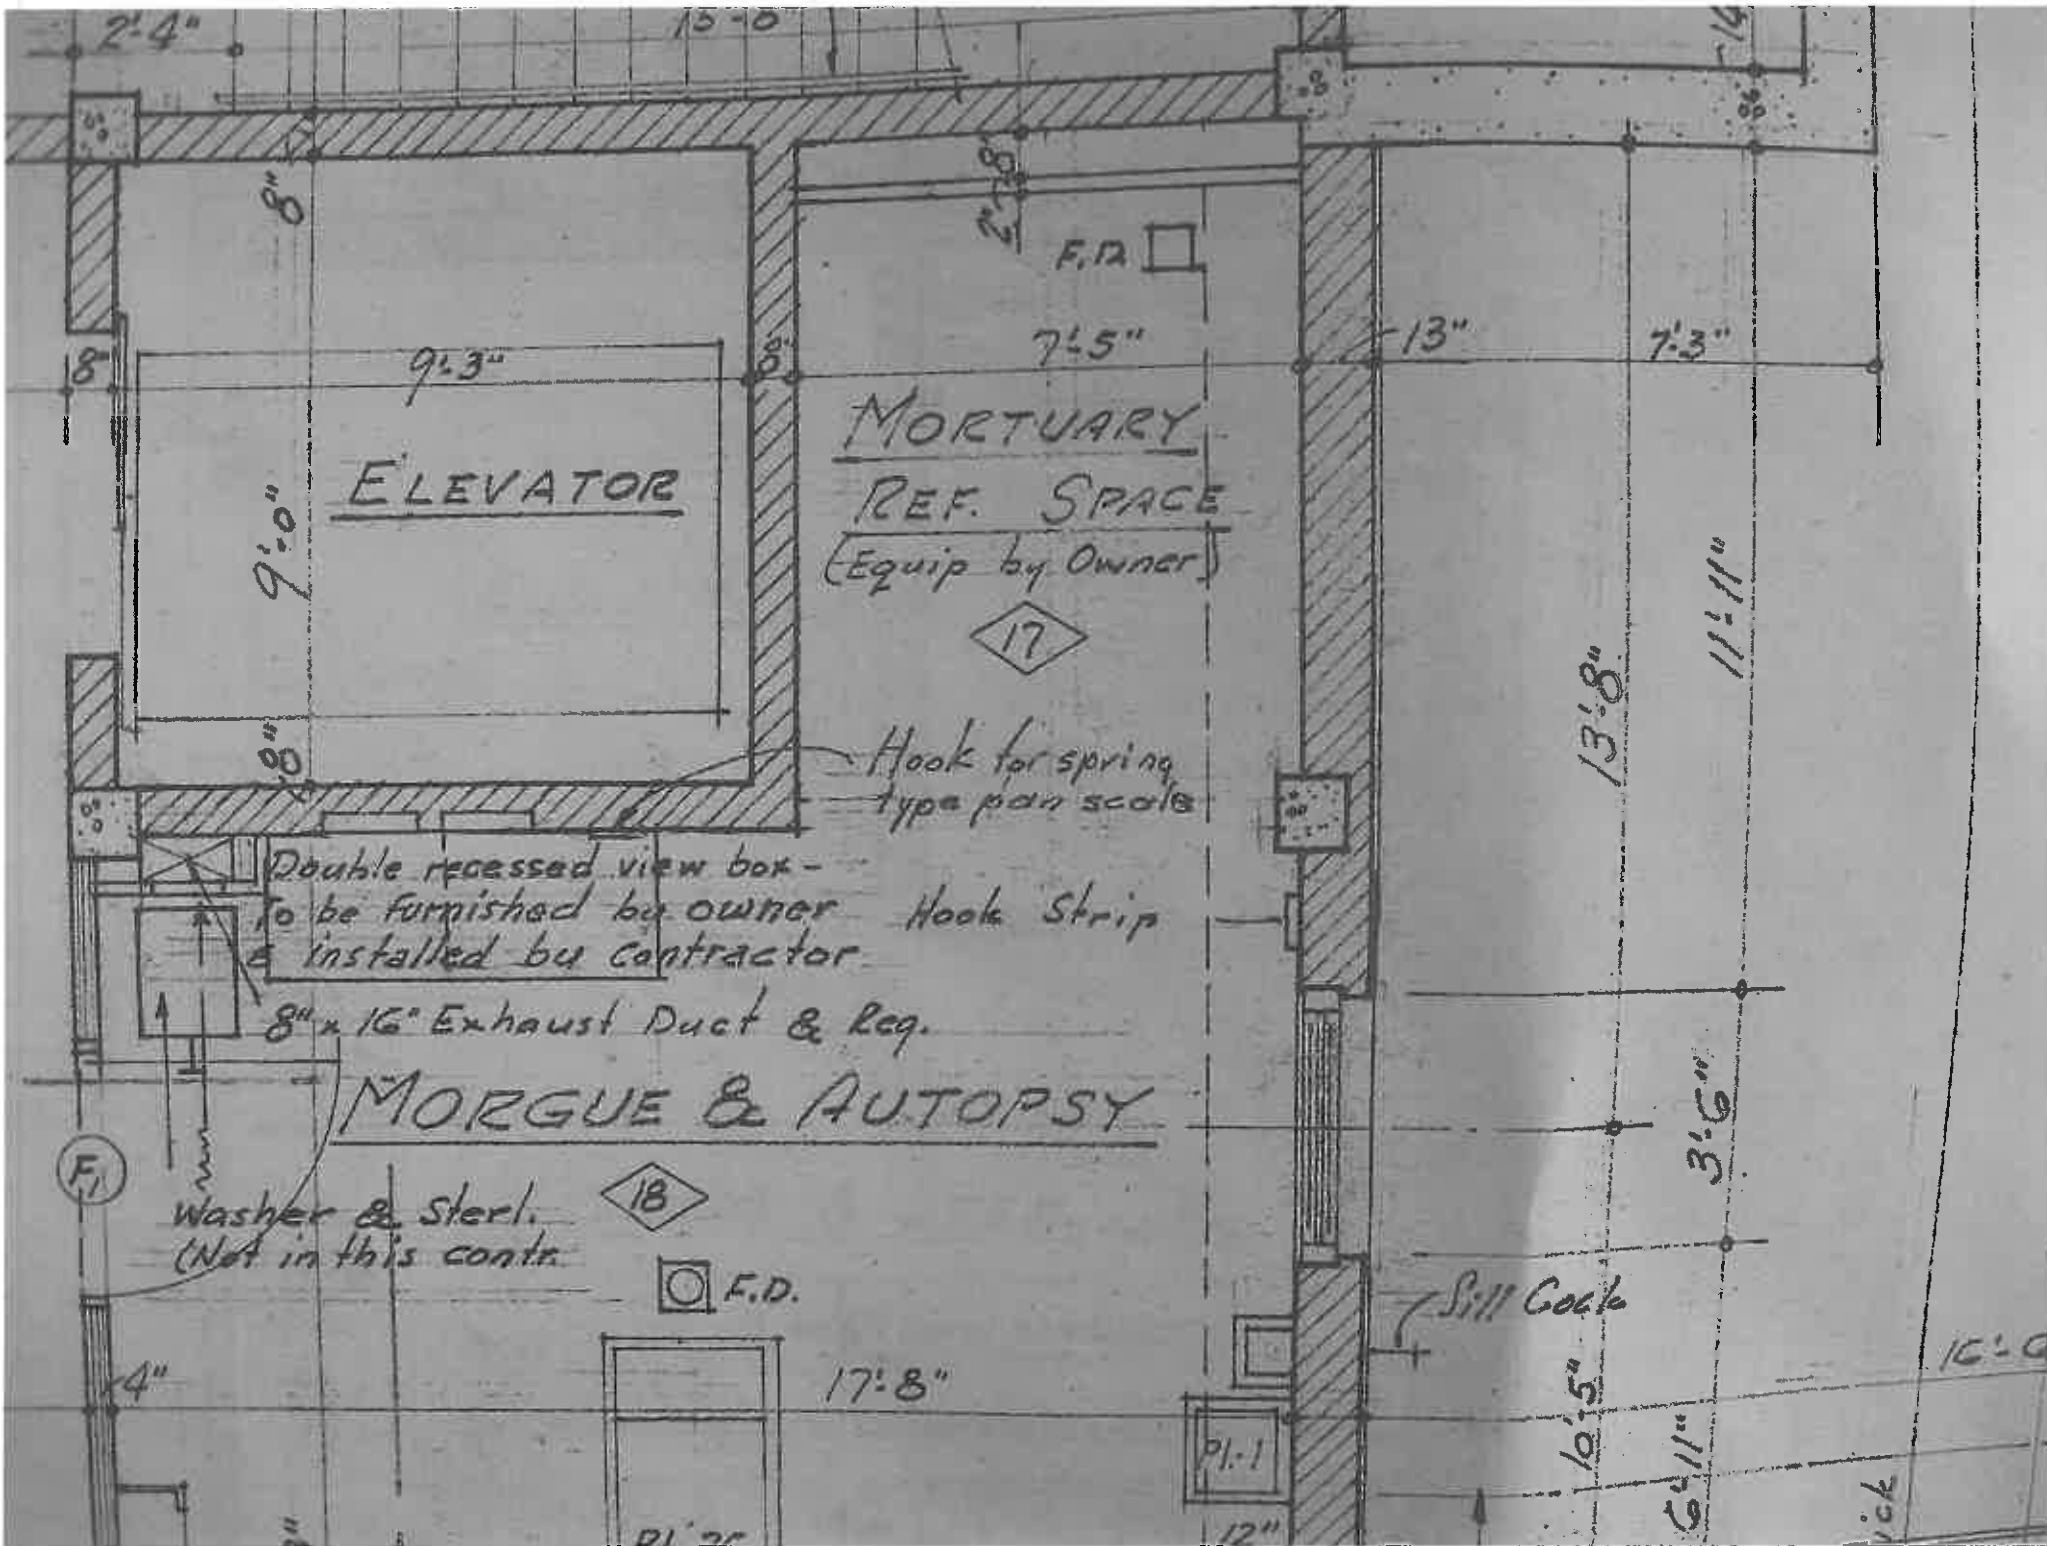 2'-4"
15'-0"
14
8"
8"
2"
F.D.
8"
9'-3"
8"
7'-5"
13"
7'-3"
MORTUARY
REF. SPACE
(Equip by Owner)
ELEVATOR
9'-0"
17
11'-11"
13'-8"
8"
Hook for spring
type pan scale
Double recessed view box -
To be furnished by owner
& installed by contractor
Hook Strip
8" x 16" Exhaust Duct & Reg.
MORGUE & AUTOPSY
3'-6"
F1
18
Washer & Sterl.
(Not in this contr.
F.D.
Sill Cock
4"
17'-8"
16'-6
10'-5"
6'-11"
Pl.-1
12"